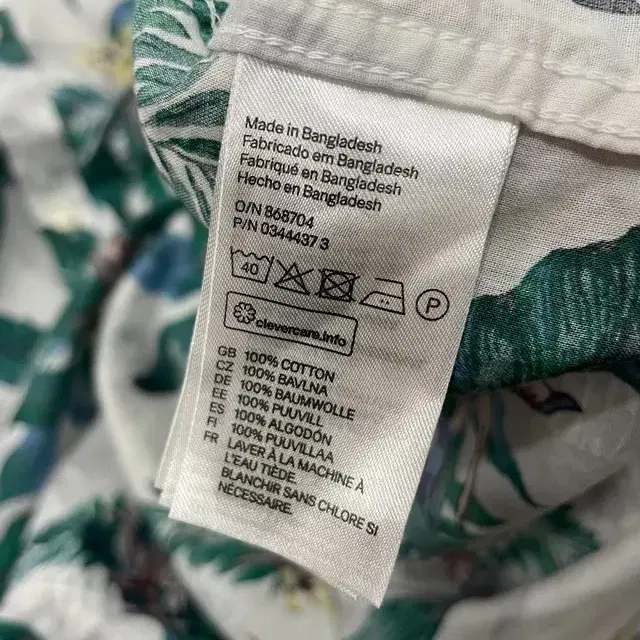 Made in Bangladesh
Fabricado em Bangladesh
Fabriqué en Bangladesh
Hecho en Bangladesh
O/N 868704
P/N 0344437 3
40
P
clevercare.info
GB 100% COTTON
CZ 100% BAVLNA
DE 100% BAUMWOLLE
EE 100% PUUVILL
ES 100% ALGODÓN
FI 100% PUUVILLAA
FR LAVER À LA MACHINE À
L'EAU TIÈDE.
BLANCHIR SANS CHLORE SI
NÉCESSAIRE.